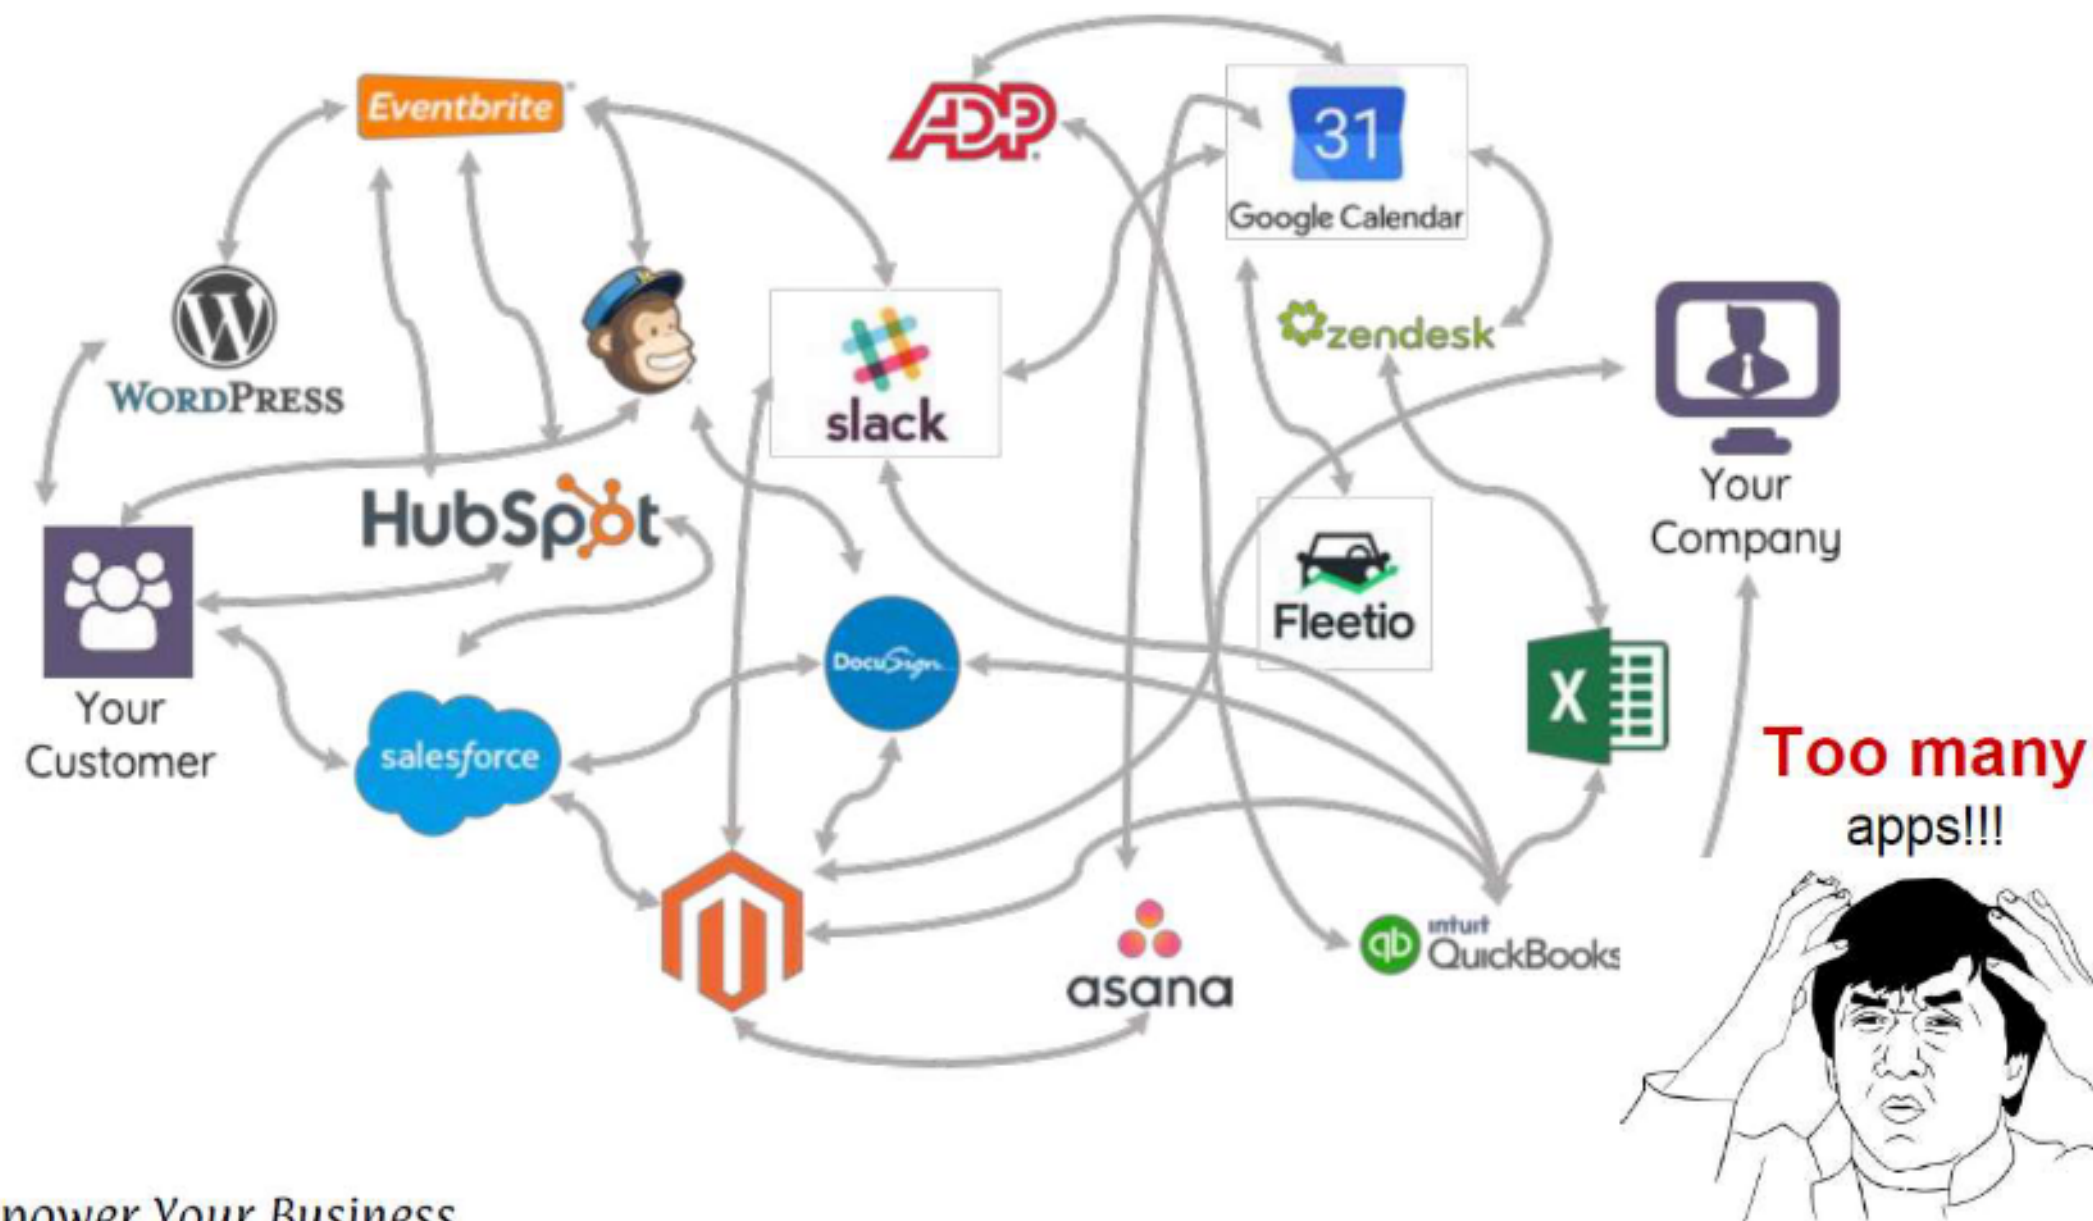 Eventbrite
ADP
31
Google Calendar
WORDPRESS
slack
zendesk
Your
Company
HubSpot
Fleetio
DocuSign
Your
Customer
salesforce
X
Too many
apps!!!
asana
qb
intuit
QuickBooks
power Your Business